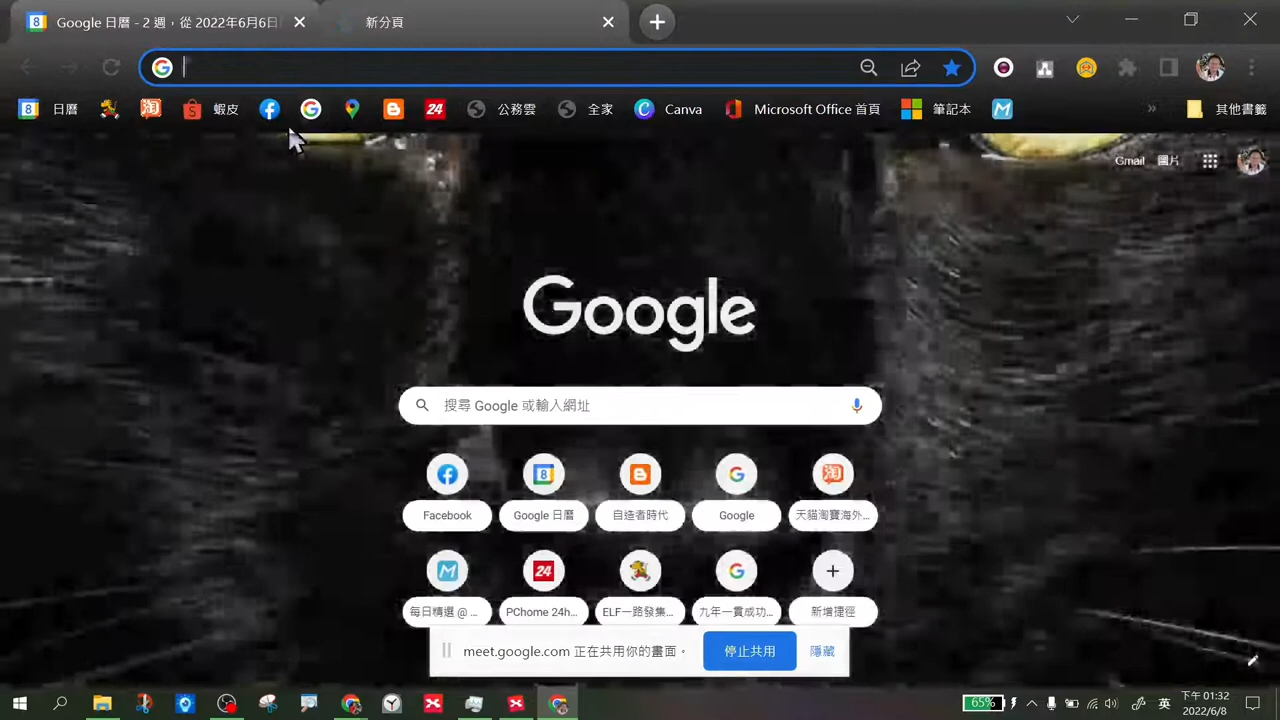 Google 日曆 - 2 週，從 2022年6月6日
新分頁
日曆
蝦皮
24
公務雲
全家
Canva
Microsoft Office 首頁
筆記本
»
其他書籤
Gmail
圖片
Google
搜尋 Google 或輸入網址
Facebook
Google 日曆
自造者時代
Google
天貓淘寶海外...
每日精選 @ ...
PChome 24h...
ELF一路發集...
九年一貫成功...
新增捷徑
meet.google.com 正在共用你的畫面。
停止共用
隱藏
65%
英
下午 01:32
2022/6/8